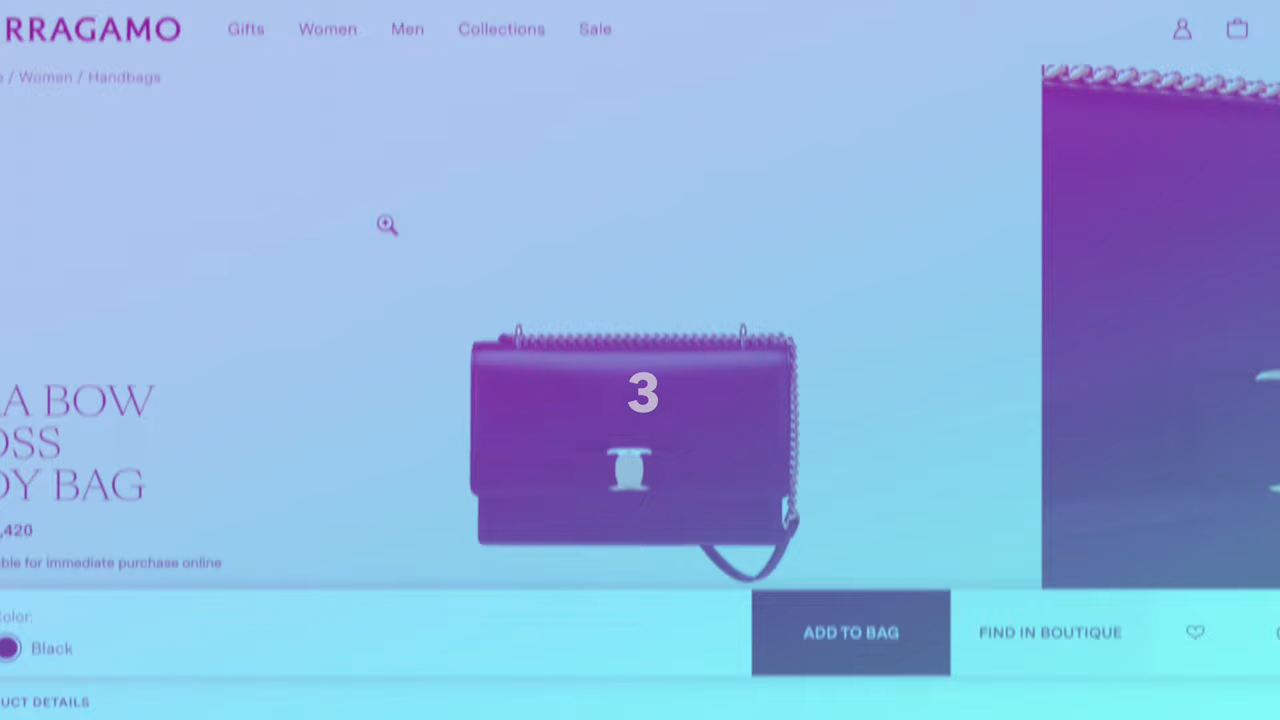 RRAGAMO Gifts Women Men Collections Sale
/ Women / Handbags
3
A BOW
OSS
DY BAG
,420
ble for immediate purchase online
Color:
Black
ADD TO BAG
FIND IN BOUTIQUE
UCT DETAILS